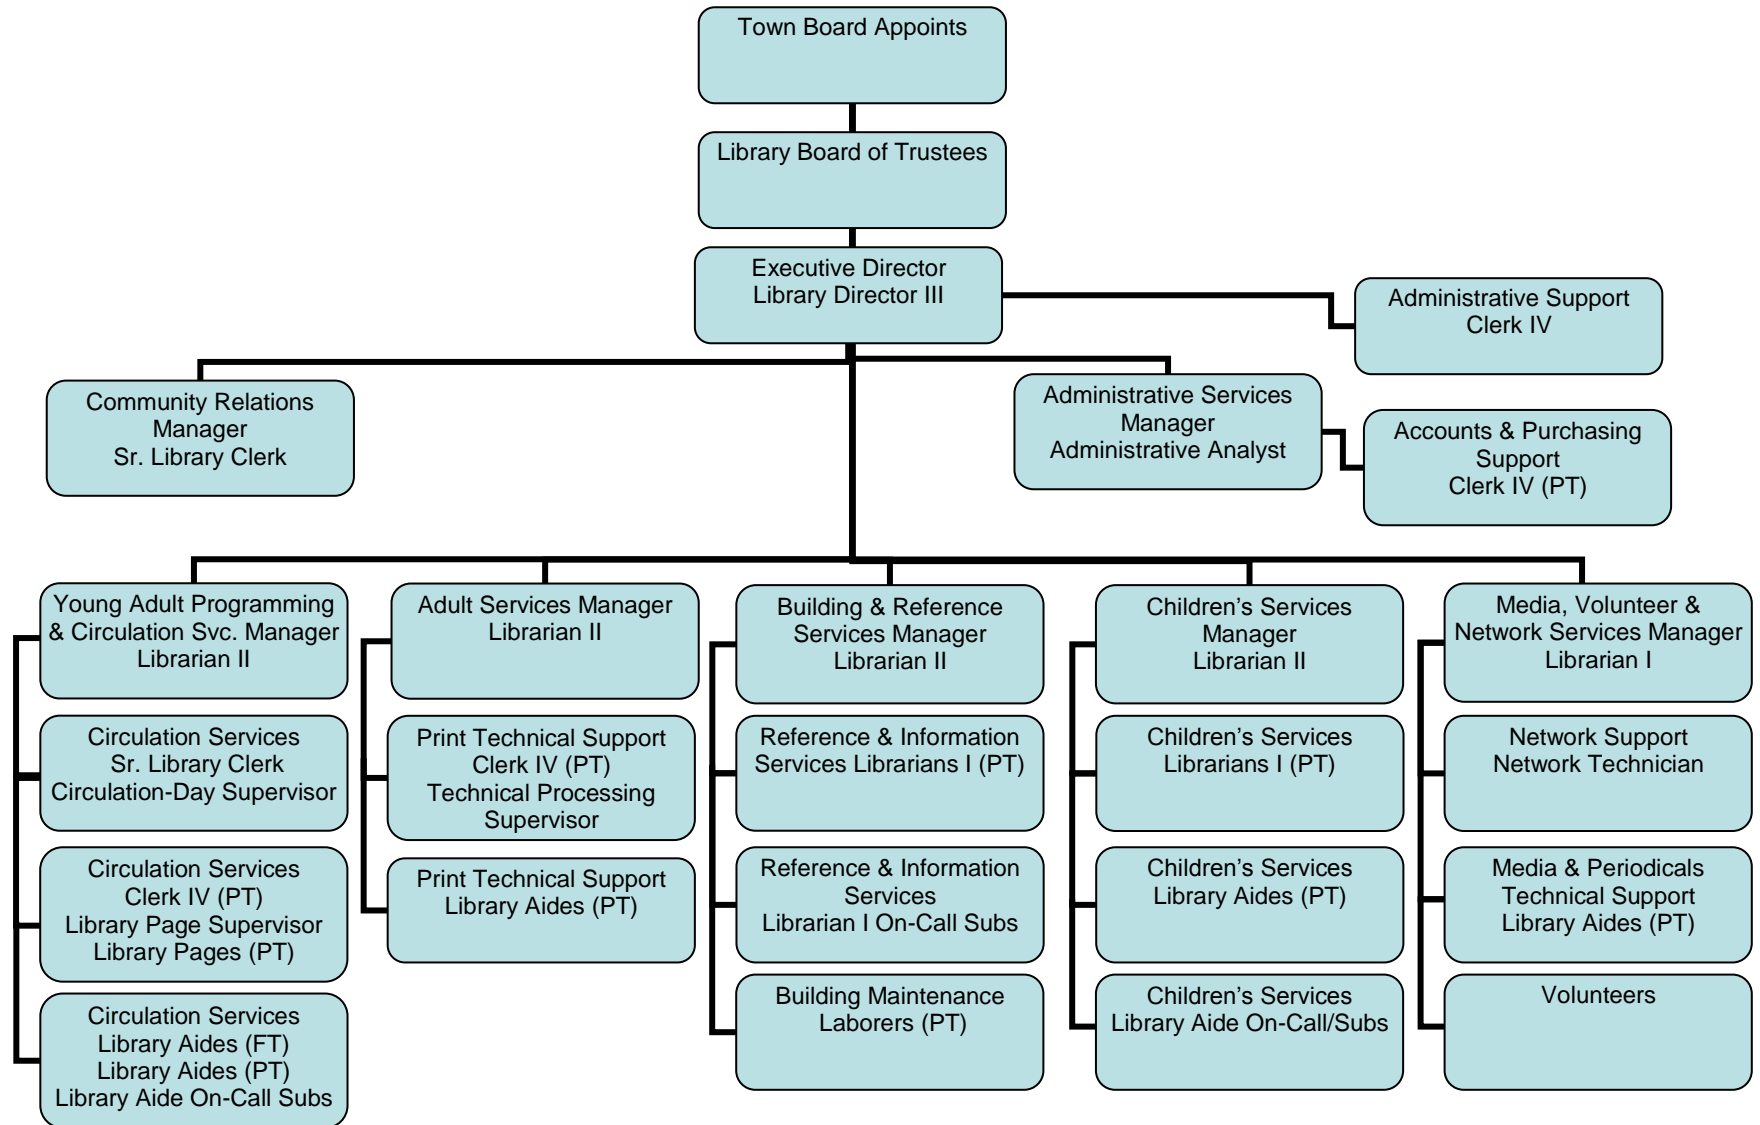 Town Board Appoints
Library Board of Trustees
Executive Director
Library Director III
Administrative Support
Clerk IV
Community Relations
Manager
Sr. Library Clerk
Administrative Services
Manager
Administrative Analyst
Accounts & Purchasing
Support
Clerk IV (PT)
Young Adult Programming
& Circulation Svc. Manager
Librarian II
Circulation Services
Sr. Library Clerk
Circulation-Day Supervisor
Circulation Services
Clerk IV (PT)
Library Page Supervisor
Library Pages (PT)
Circulation Services
Library Aides (FT)
Library Aides (PT)
Library Aide On-Call Subs
Adult Services Manager
Librarian II
Print Technical Support
Clerk IV (PT)
Technical Processing
Supervisor
Print Technical Support
Library Aides (PT)
Building & Reference
Services Manager
Librarian II
Reference & Information
Services Librarians I (PT)
Reference & Information
Services
Librarian I On-Call Subs
Building Maintenance
Laborers (PT)
Children’s Services
Manager
Librarian II
Children’s Services
Librarians I (PT)
Children’s Services
Library Aides (PT)
Children’s Services
Library Aide On-Call/Subs
Media, Volunteer &
Network Services Manager
Librarian I
Network Support
Network Technician
Media & Periodicals
Technical Support
Library Aides (PT)
Volunteers